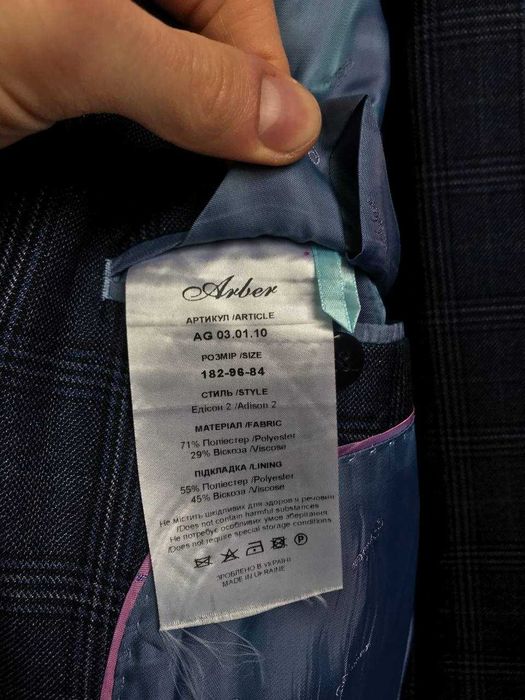 Arber
АРТИКУЛ /ARTICLE
AG 03.01.10
РОЗМІР /SIZE
182-96-84
СТИЛЬ /STYLE
Едісон 2 /Adison 2
МАТЕРІАЛ /FABRIC
71% Поліестер /Polyester
29% Віскоза /Viscose
ПІДКЛАДКА /LINING
55% Поліестер /Polyester
45% Віскоза /Viscose
Не містить шкідливих для здоров'я речовин
/Does not contain harmful substances
Не потребує особливих умов зберігання
/Does not require special storage conditions
P
ЗРОБЛЕНО В УКРАЇНІ
MADE IN UKRAINE